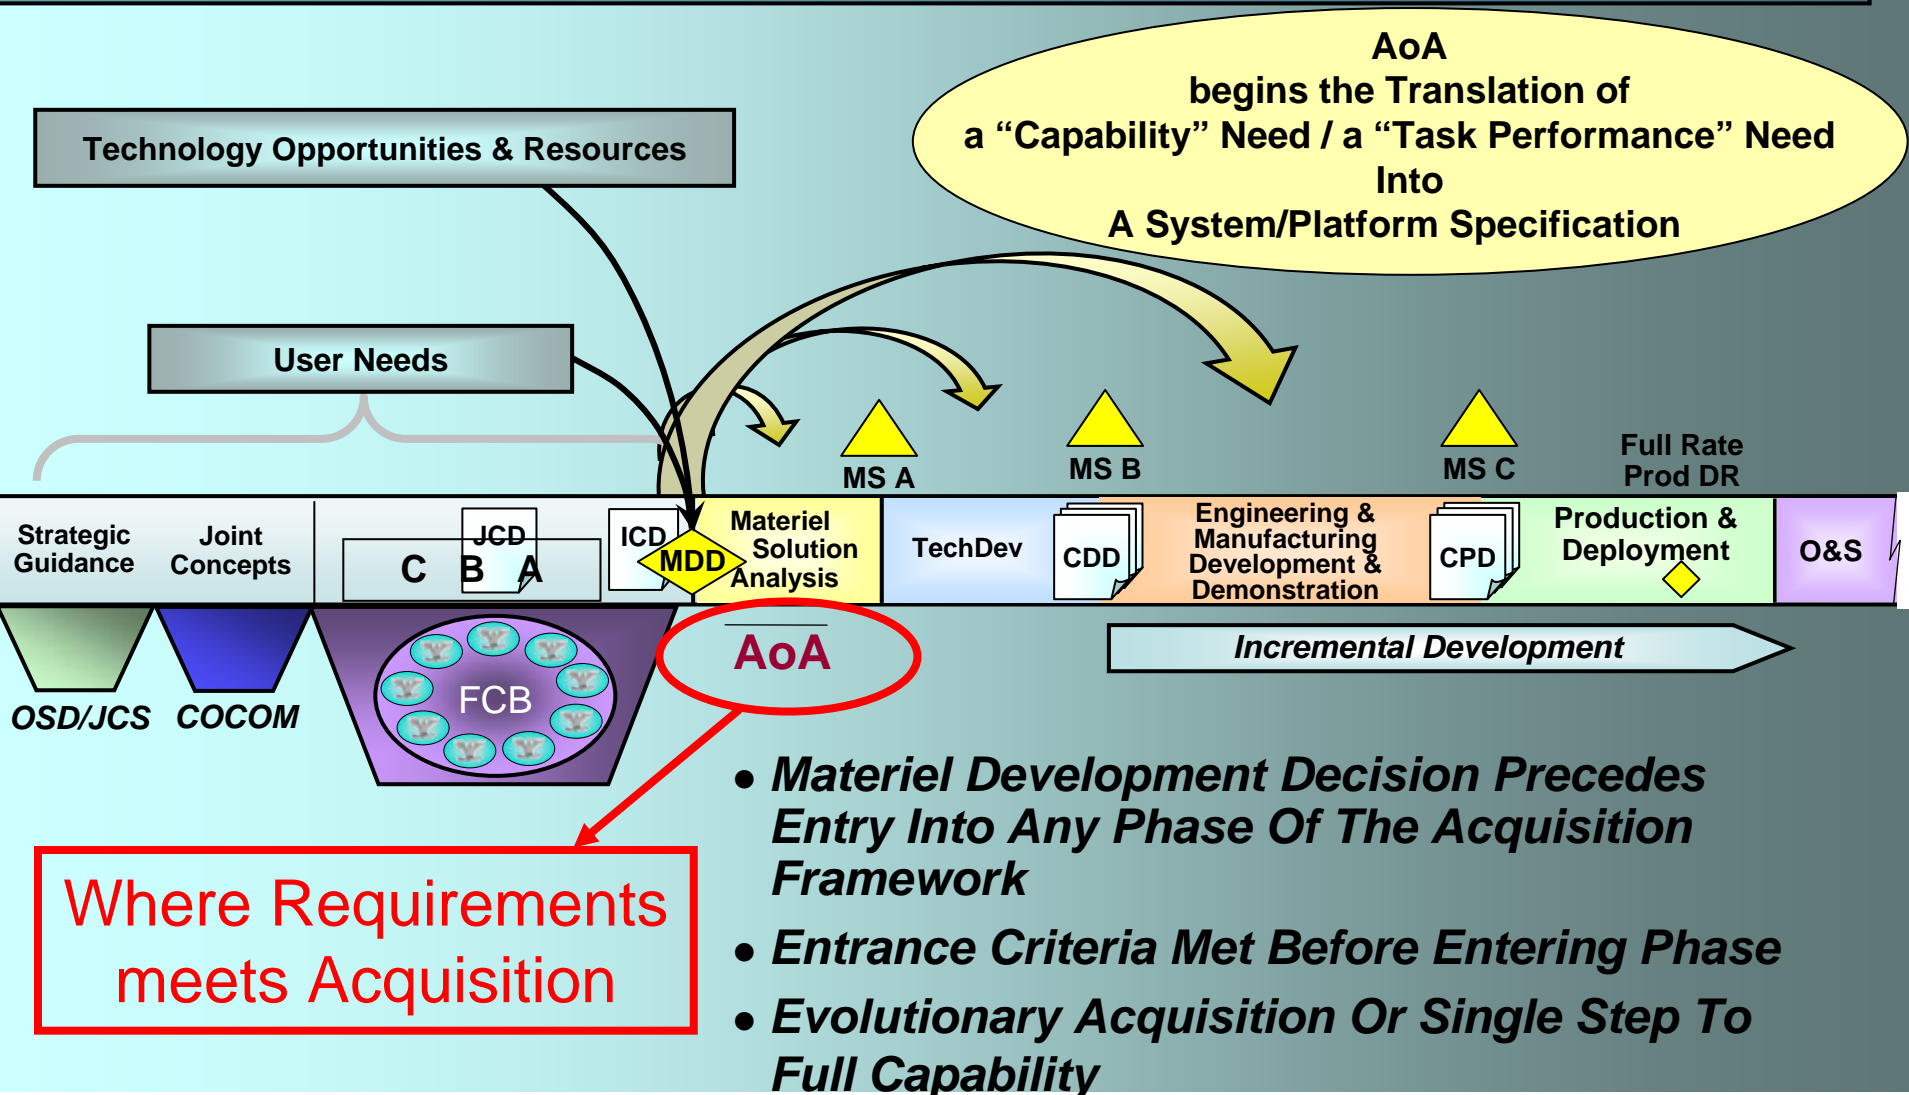 AoA
begins the Translation of
a “Capability” Need / a “Task Performance” Need
Into
A System/Platform Specification
Technology Opportunities & Resources
User Needs
MS A
MS B
MS C
Full Rate
Prod DR
Strategic
Guidance
Joint
Concepts
JCD
C B A
ICD
MDD
Materiel
Solution
Analysis
TechDev
CDD
Engineering &
Manufacturing
Development &
Demonstration
CPD
Production &
Deployment
O&S
OSD/JCS
COCOM
FCB
AoA
Incremental Development
Where Requirements
meets Acquisition
● Materiel Development Decision Precedes
Entry Into Any Phase Of The Acquisition
Framework
● Entrance Criteria Met Before Entering Phase
● Evolutionary Acquisition Or Single Step To
Full Capability